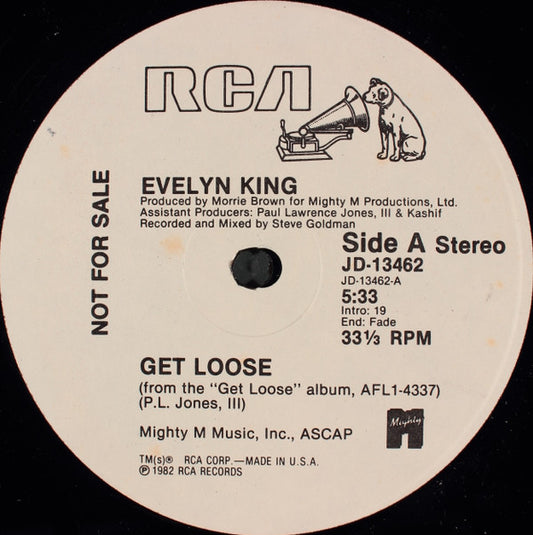 RCA
NOT FOR SALE
EVELYN KING
Produced by Morrie Brown for Mighty M Productions, Ltd.
Assistant Producers: Paul Lawrence Jones, III & Kashif
Recorded and Mixed by Steve Goldman
Side A Stereo
JD-13462
JD-13462-A
5:33
Intro: 19
End: Fade
33⅓ RPM
GET LOOSE
(from the "Get Loose" album, AFL1-4337)
(P.L. Jones, III)
Mighty M Music, Inc., ASCAP
Mighty
M
TM(s)® RCA CORP.—MADE IN U.S.A.
℗ 1982 RCA RECORDS